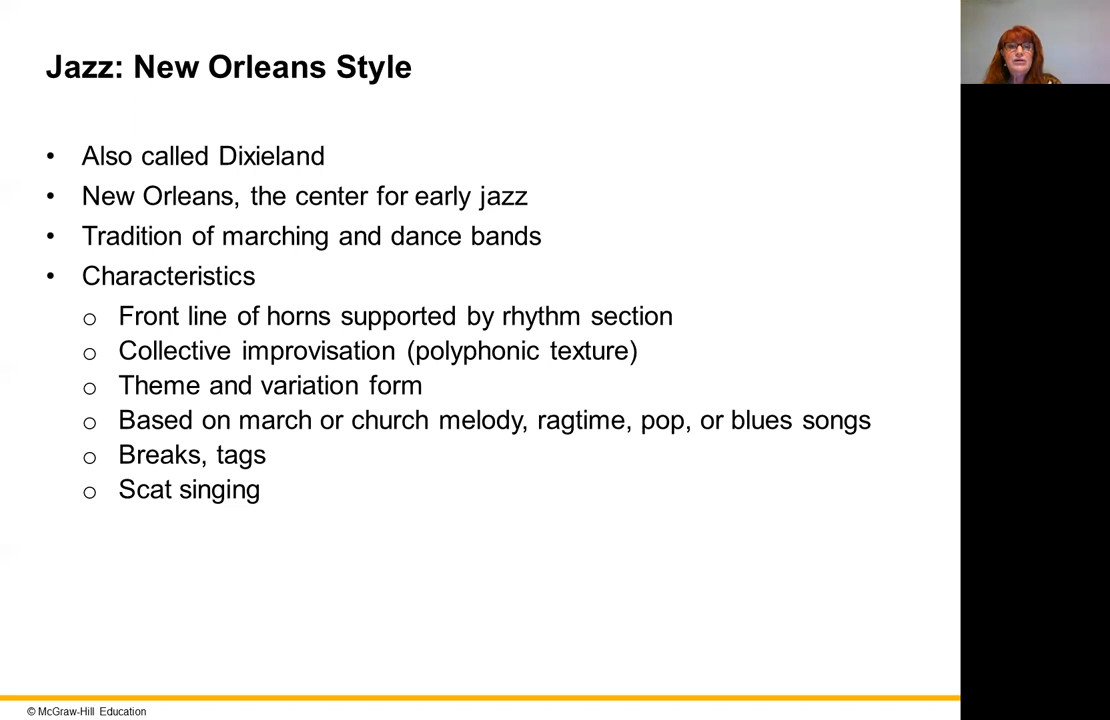 Jazz: New Orleans Style
• Also called Dixieland
• New Orleans, the center for early jazz
• Tradition of marching and dance bands
• Characteristics
o Front line of horns supported by rhythm section
o Collective improvisation (polyphonic texture)
o Theme and variation form
o Based on march or church melody, ragtime, pop, or blues songs
o Breaks, tags
o Scat singing
© McGraw-Hill Education